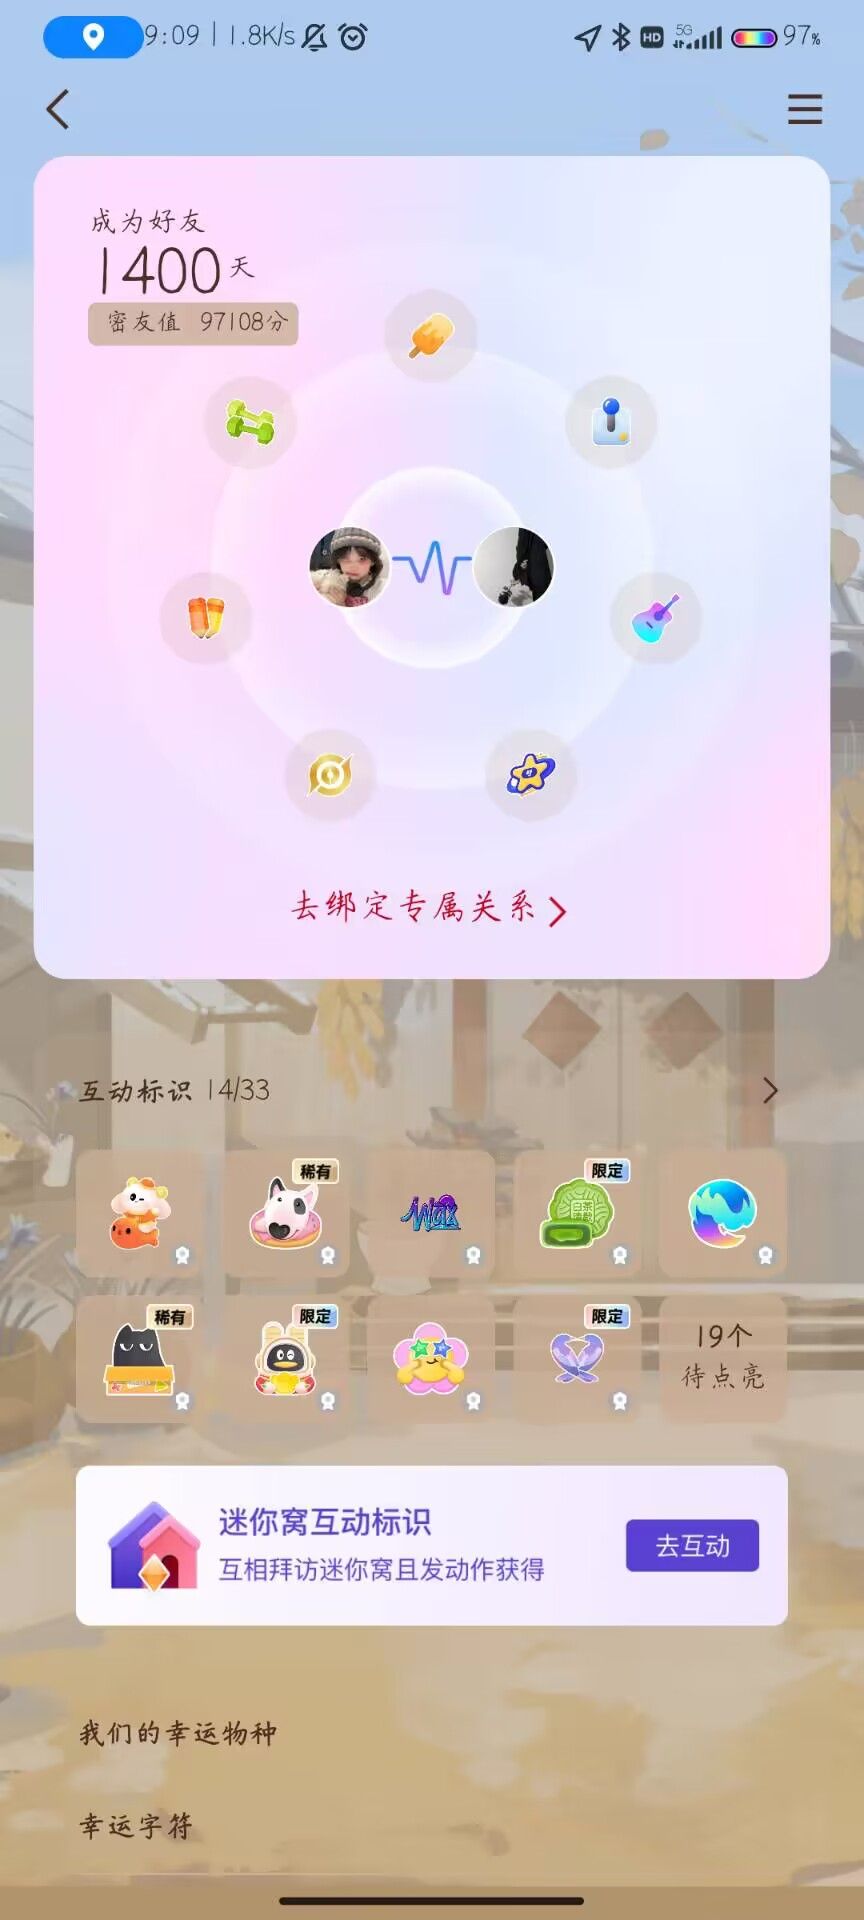 9:09 | 1.8K/s HD 5G 97%
成为好友
1400天
密友值 97108分
去绑定专属关系
互动标识 14/33
稀有
限定
稀有
限定
限定
19个
待点亮
迷你窝互动标识
互相拜访迷你窝且发动作获得
去互动
我们的幸运物种
幸运字符